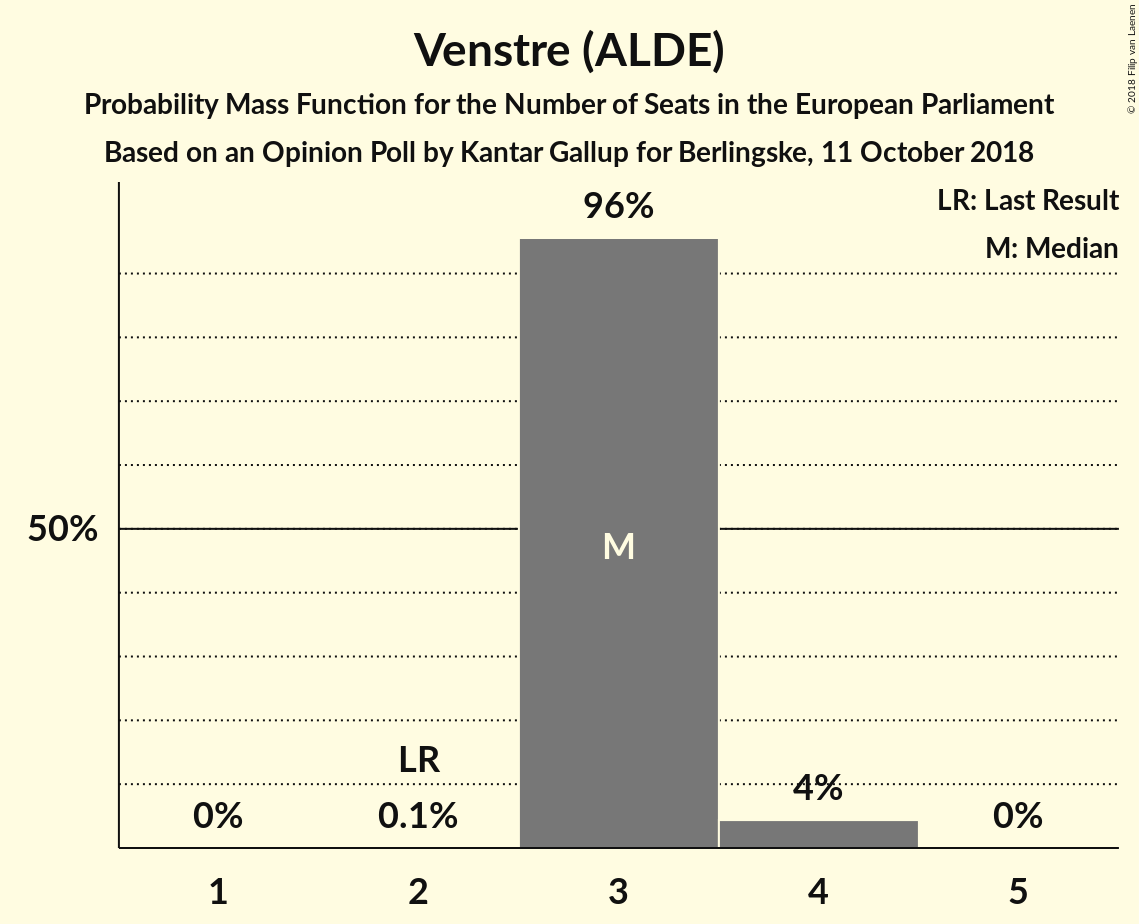 Venstre (ALDE)
Probability Mass Function for the Number of Seats in the European Parliament
Based on an Opinion Poll by Kantar Gallup for Berlingske, 11 October 2018
© 2018 Filip van Laenen
LR: Last Result
M: Median
96%
50%
M
LR
0%
0.1%
4%
0%
1
2
3
4
5